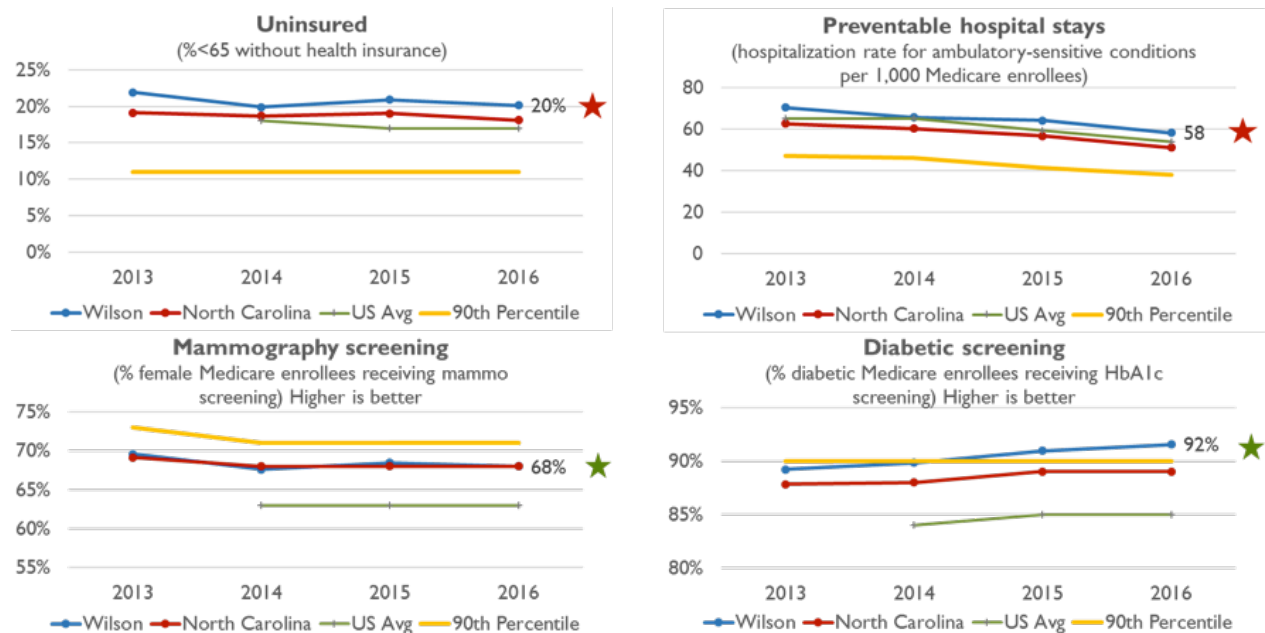 Uninsured
(%<65 without health insurance)
25%
20%
15%
10%
5%
0%
20%
2013 2014 2015 2016
Wilson North Carolina US Avg 90th Percentile
Preventable hospital stays
(hospitalization rate for ambulatory-sensitive conditions
per 1,000 Medicare enrollees)
80
60
40
20
0
58
2013 2014 2015 2016
Wilson North Carolina US Avg 90th Percentile
Mammography screening
(% female Medicare enrollees receiving mammo
screening) Higher is better
75%
70%
65%
60%
55%
68%
2013 2014 2015 2016
Wilson North Carolina US Avg 90th Percentile
Diabetic screening
(% diabetic Medicare enrollees receiving HbA1c
screening) Higher is better
95%
90%
85%
80%
92%
2013 2014 2015 2016
Wilson North Carolina US Avg 90th Percentile